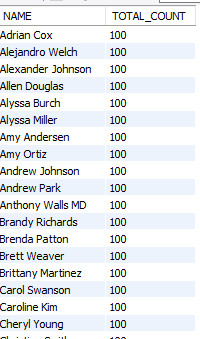 NAME TOTAL_COUNT
Adrian Cox 100
Alejandro Welch 100
Alexander Johnson 100
Allen Douglas 100
Alyssa Burch 100
Alyssa Miller 100
Amy Andersen 100
Amy Ortiz 100
Andrew Johnson 100
Andrew Park 100
Anthony Walls MD 100
Brandy Richards 100
Brenda Patton 100
Brett Weaver 100
Brittany Martinez 100
Carol Swanson 100
Caroline Kim 100
Cheryl Young 100